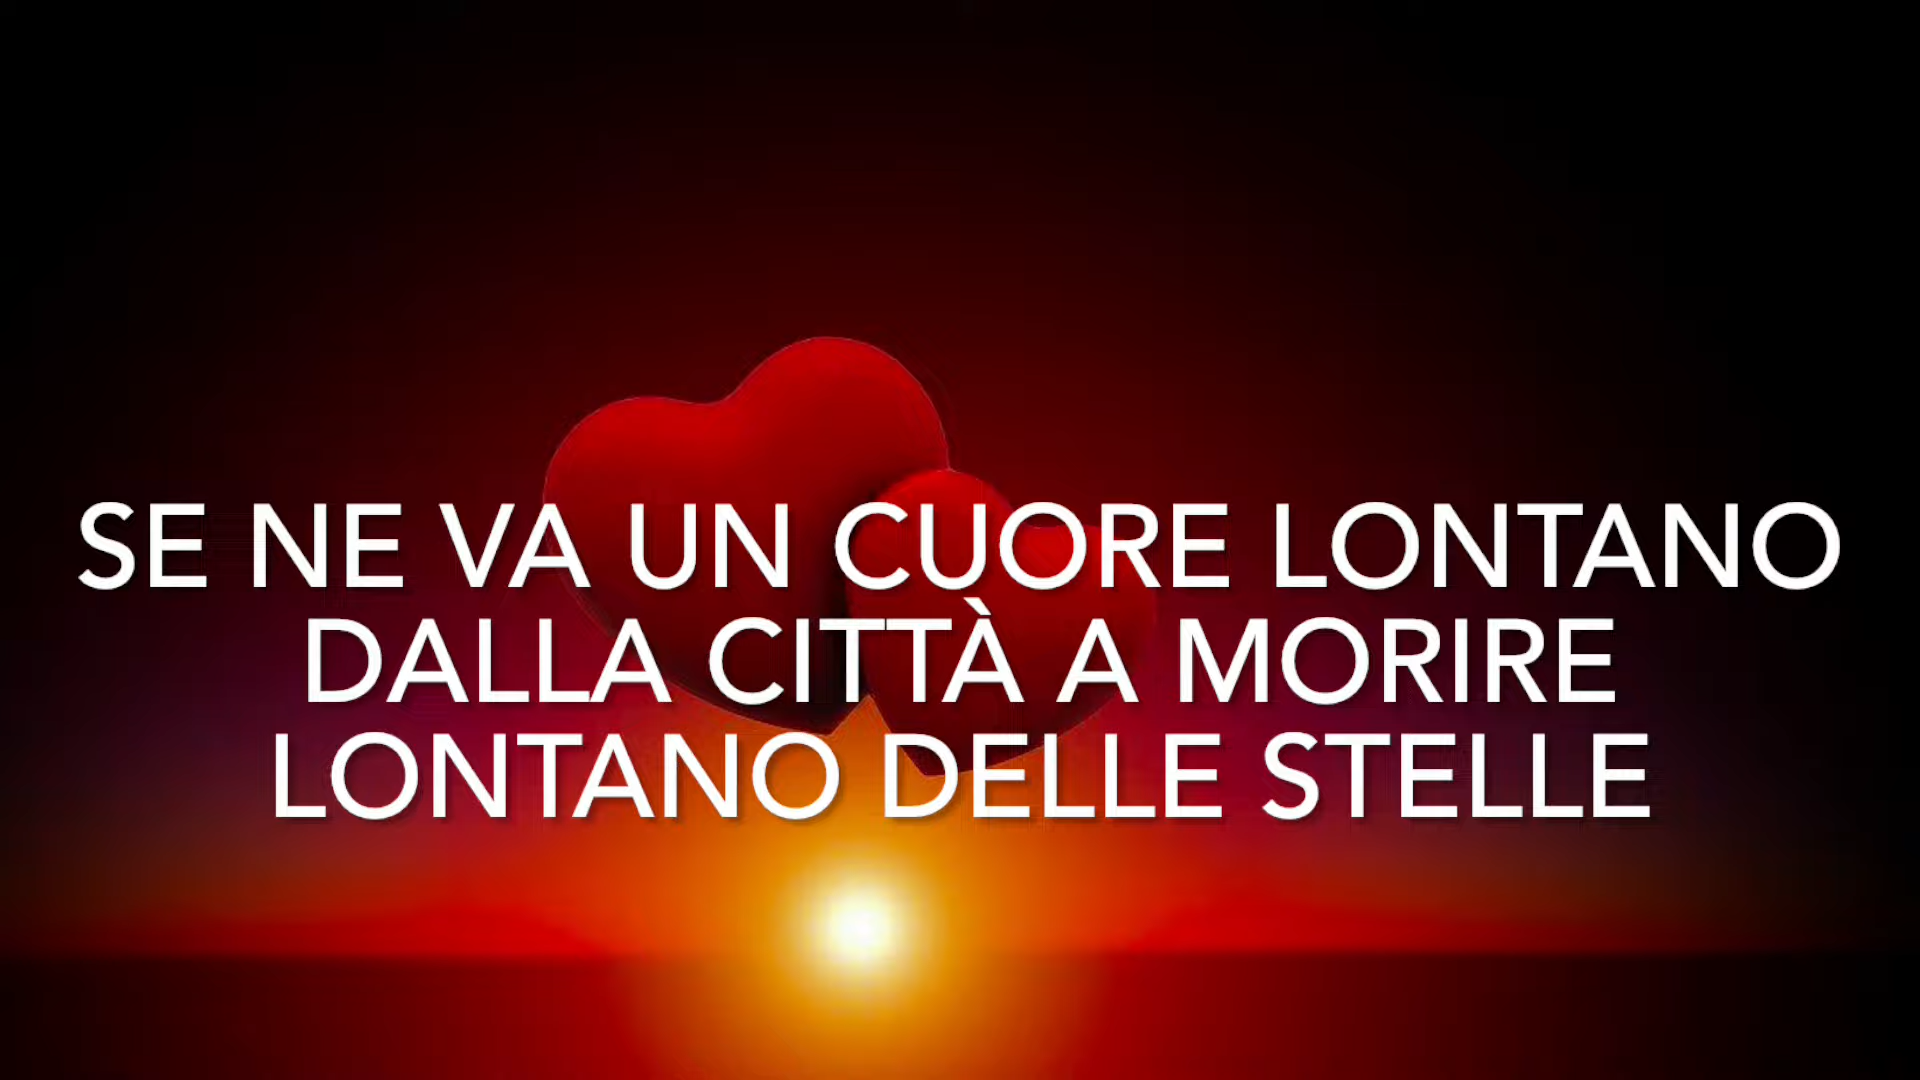 SE NE VA UN CUORE LONTANO
DALLA CITTÀ A MORIRE
LONTANO DELLE STELLE